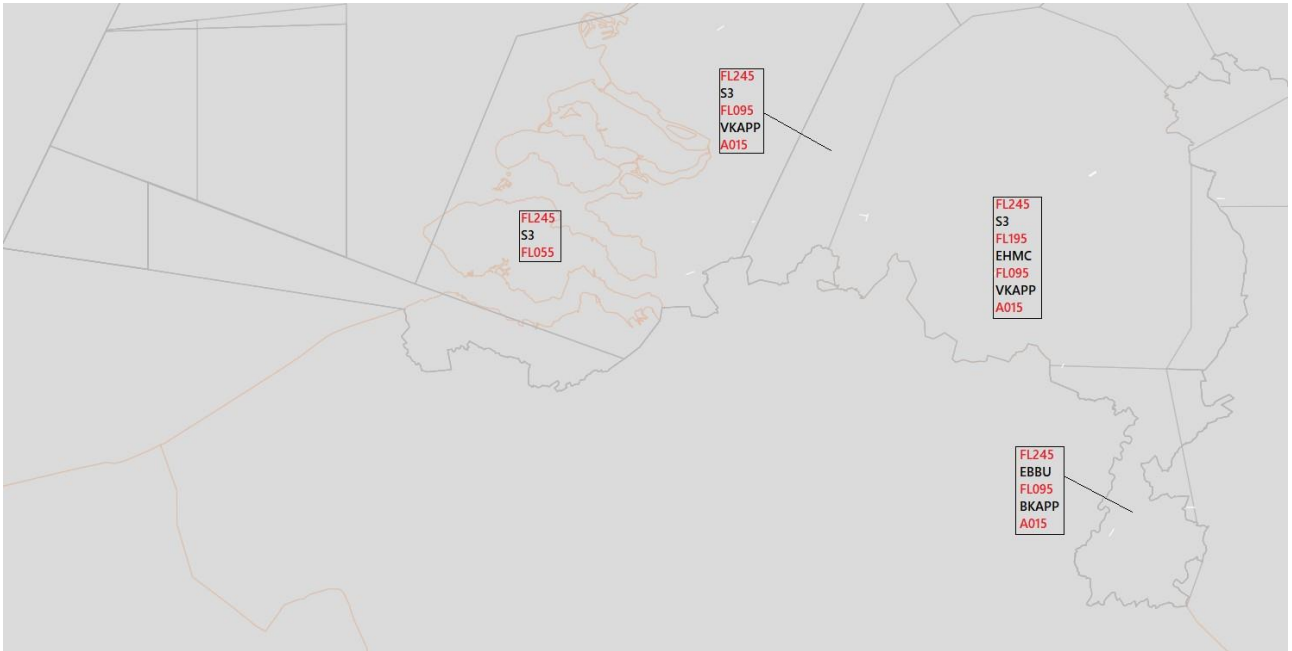 FL245
S3
FL095
VKAPP
A015
FL245
S3
FL055
FL245
S3
FL195
EHMC
FL095
VKAPP
A015
FL245
EBBU
FL095
BKAPP
A015